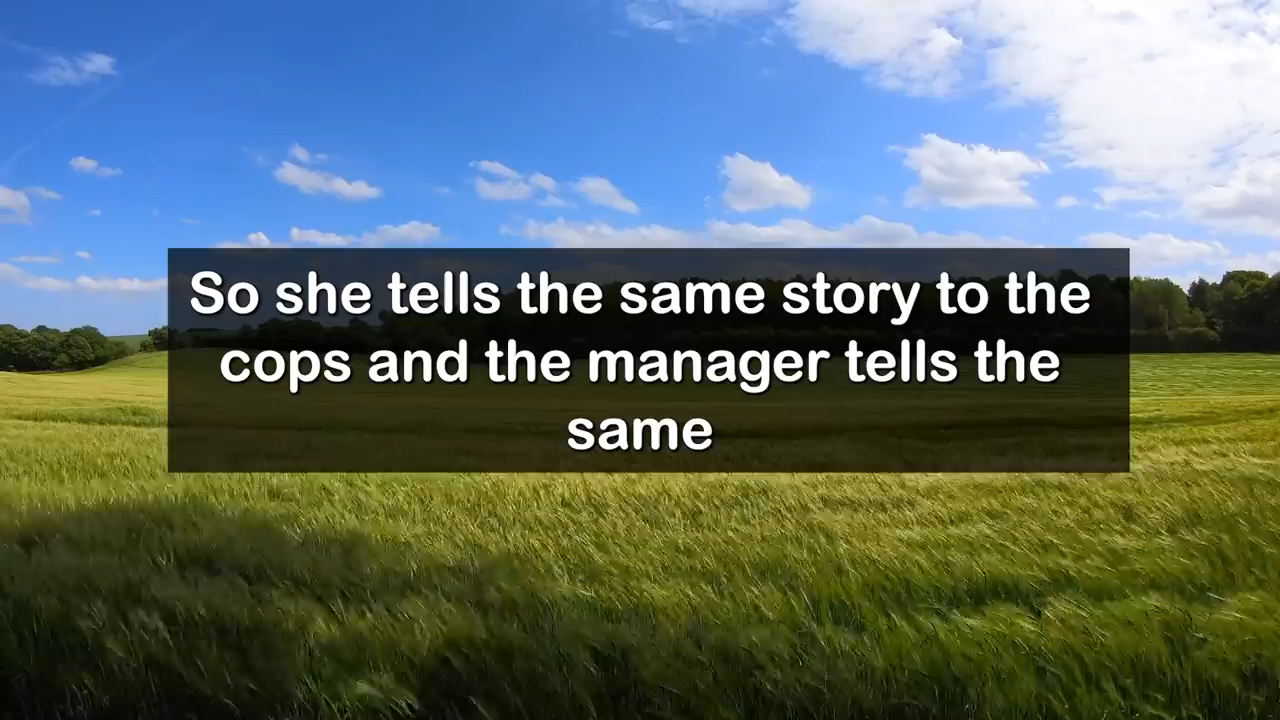 So she tells the same story to the
cops and the manager tells the
same